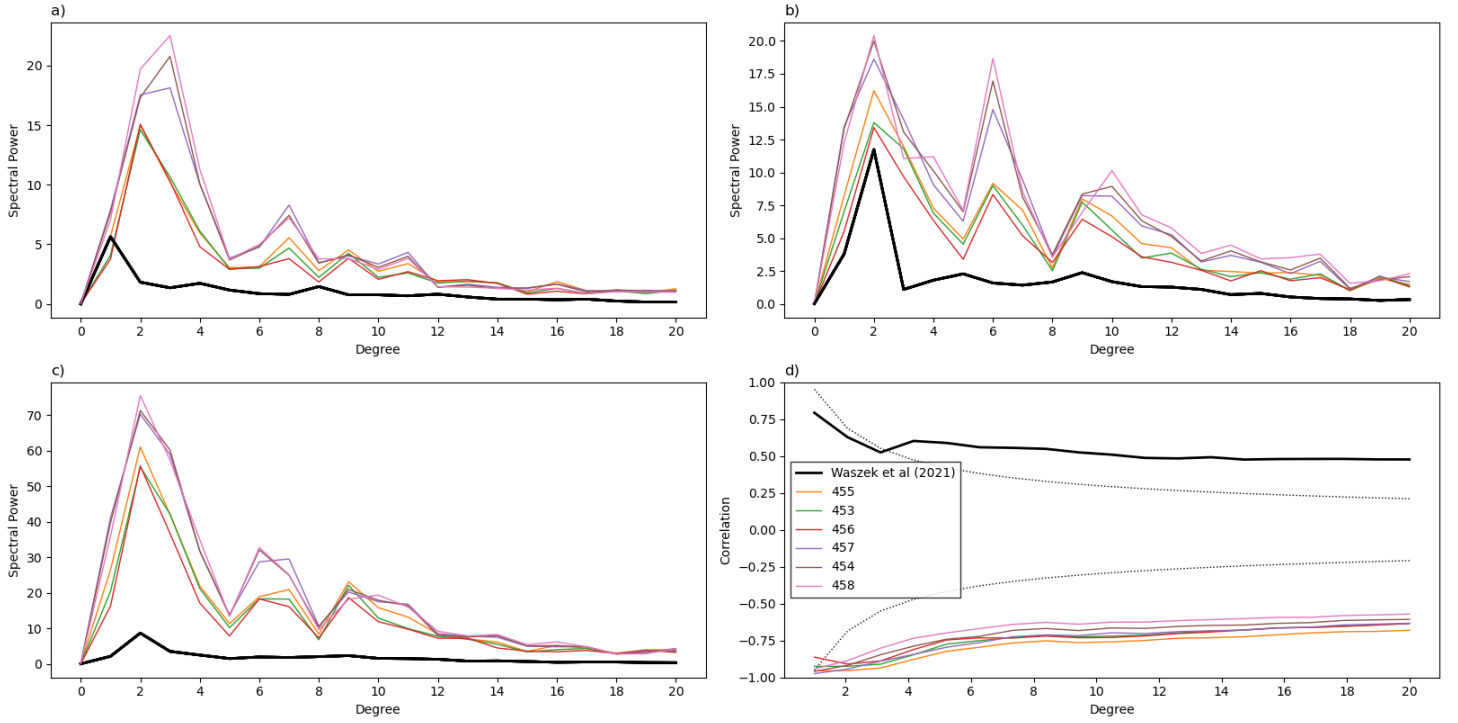 a)
Spectral Power
20
15
10
5
0
0 2 4 6 8 10 12 14 16 18 20
Degree
b)
Spectral Power
20.0
17.5
15.0
12.5
10.0
7.5
5.0
2.5
0.0
0 2 4 6 8 10 12 14 16 18 20
Degree
c)
Spectral Power
70
60
50
40
30
20
10
0
0 2 4 6 8 10 12 14 16 18 20
Degree
d)
Correlation
1.00
0.75
0.50
0.25
0.00
−0.25
−0.50
−0.75
−1.00
Waszek et al (2021)
455
453
456
457
454
458
2 4 6 8 10 12 14 16 18 20
Degree